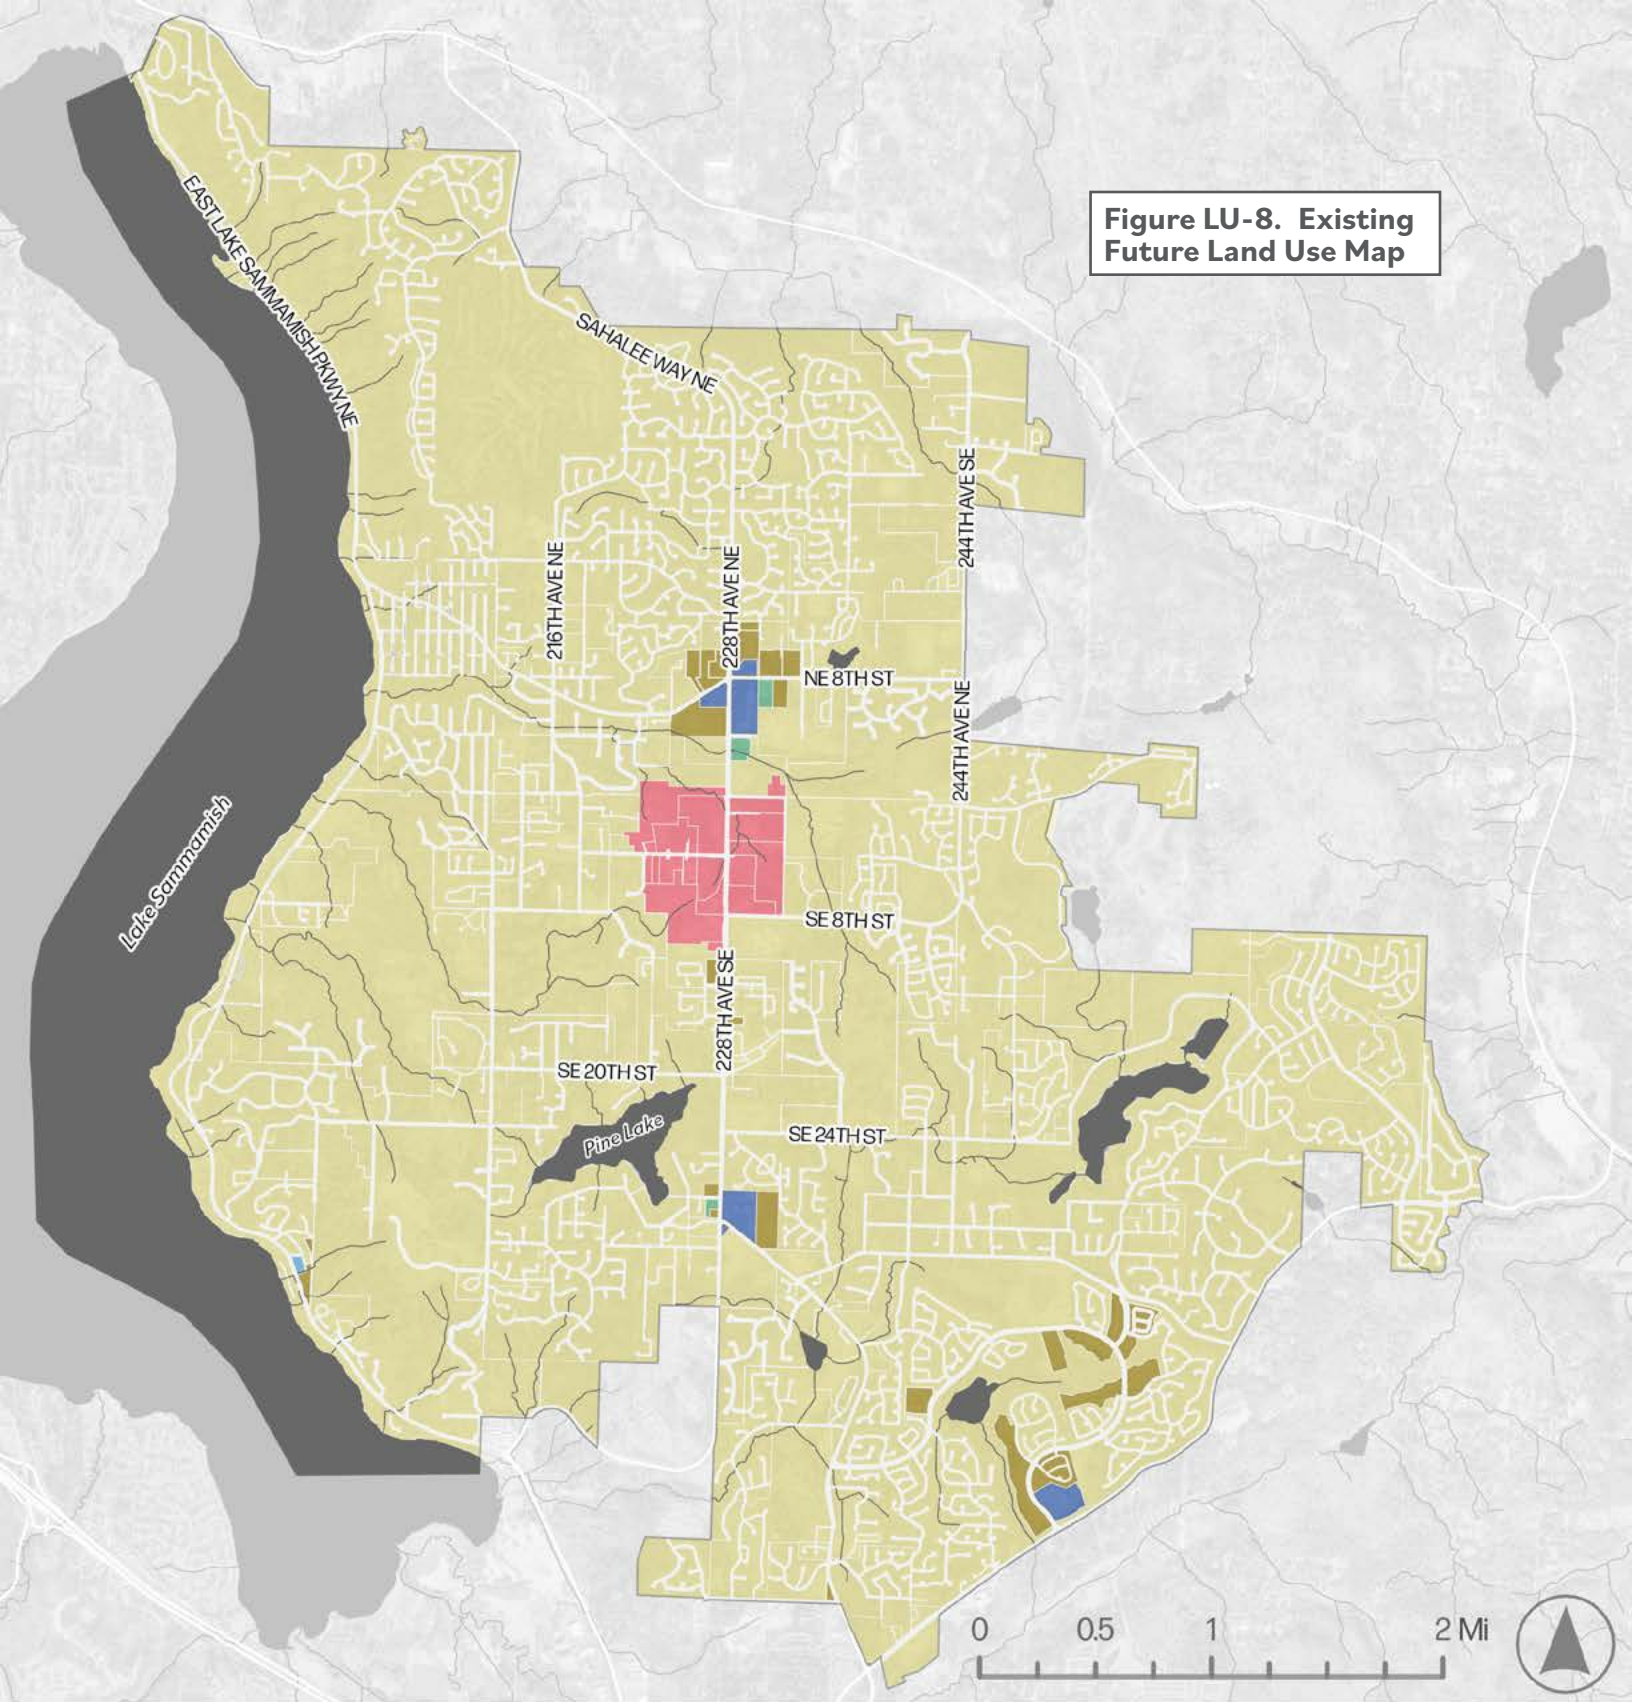 Figure LU-8. Existing
Future Land Use Map
EAST LAKE SAMMAMISH PKWY NE
SAHALEE WAY NE
244TH AVE SE
216TH AVE NE
228TH AVE NE
NE 8TH ST
244TH AVE NE
Lake Sammamish
SE 8TH ST
228TH AVE SE
SE 20TH ST
Pine Lake
SE 24TH ST
0 0.5 1 2 Mi